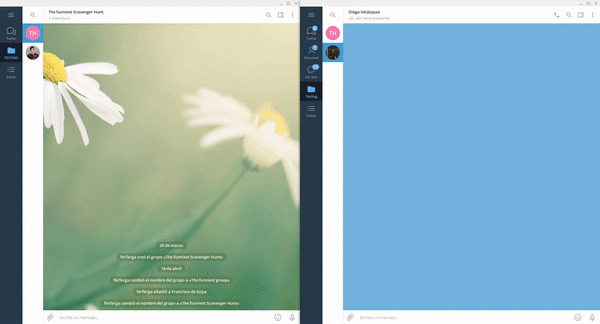 The funniest Scavenger Hunt
3 miembros
Todos
TH
TESTING
Editar
30 de marzo
ferferga creó el grupo «The funniest Scavenger Hunt»
18 de abril
ferferga cambió el nombre del grupo a «The funniest group»
ferferga añadió a Francisco de Goya
ferferga cambió el nombre del grupo a «The funniest Scavenger Hunt»
Escribe un mensaje...
Diego Velázquez
últ. vez recientemente
Todos
TH
Personal
No leíd
Testing
Editar
Escribe un mensaje...